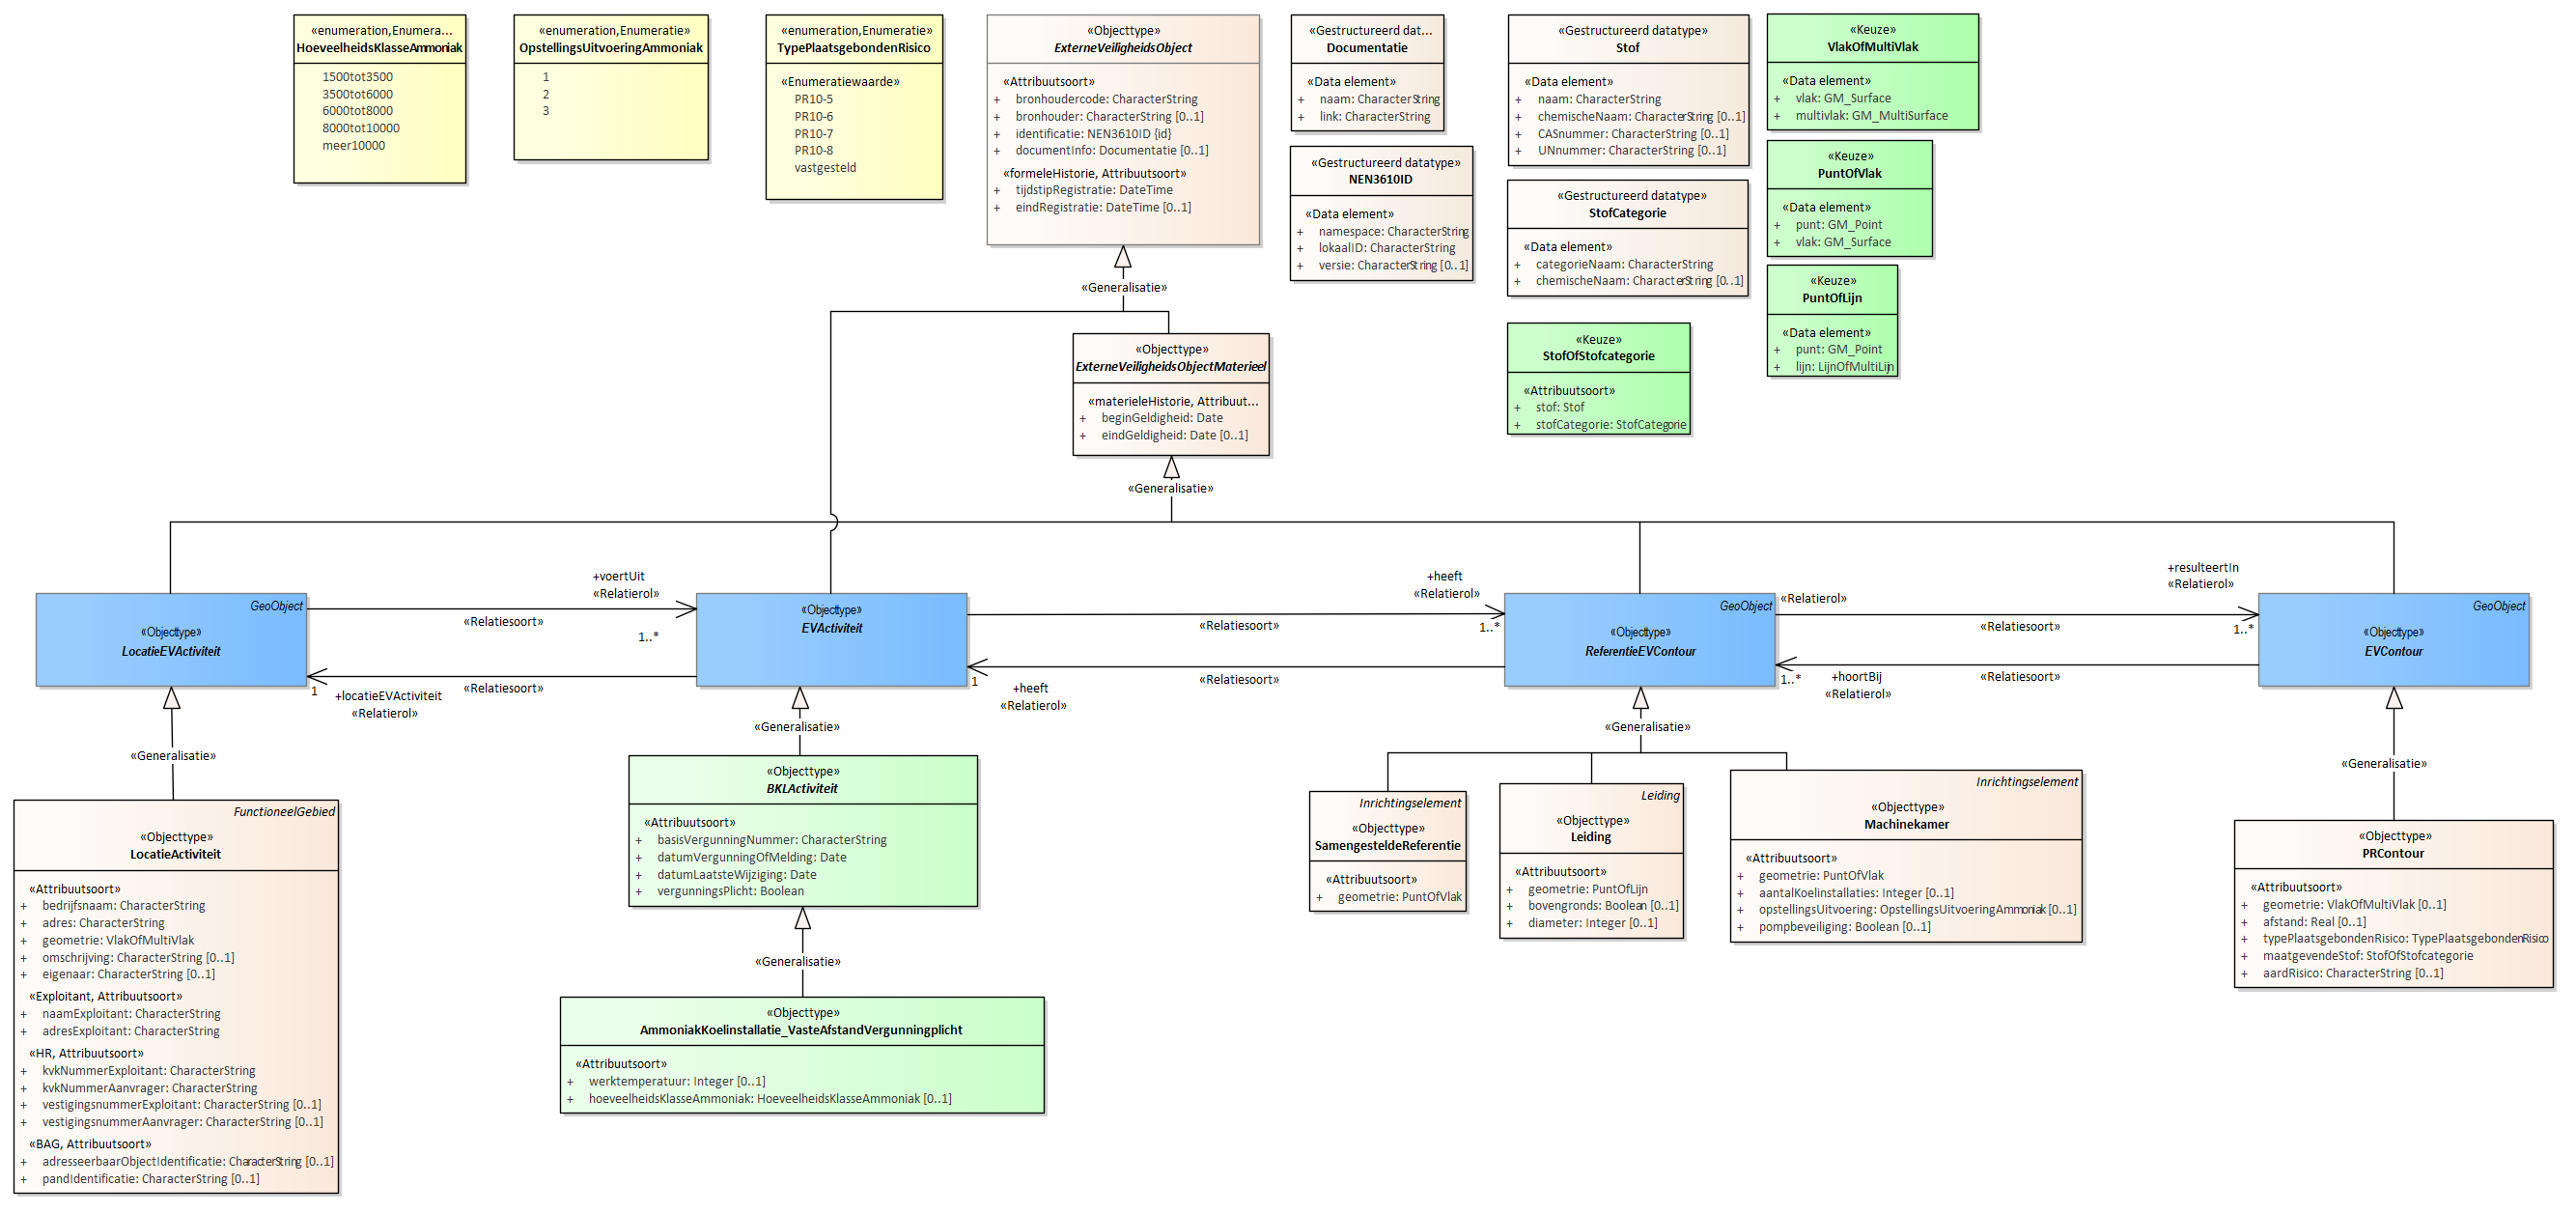 «enumeration,Enumera...
HoeveelheidsKlasseAmmoniak
1500tot3500
3500tot6000
6000tot8000
8000tot10000
meer10000
«enumeration,Enumeratie»
OpstellingsUitvoeringAmmoniak
1
2
3
«enumeration,Enumeratie»
TypePlaatsgebondenRisico
«Enumeratiewaarde»
PR10-5
PR10-6
PR10-7
PR10-8
vastgesteld
«Objecttype»
ExterneVeiligheidsObject
«Attribuutsoort»
+ bronhoudercode: CharacterString
+ bronhouder: CharacterString [0..1]
+ identificatie: NEN3610ID {id}
+ documentInfo: Documentatie [0..1]
«formeleHistorie, Attribuutsoort»
+ tijdstipRegistratie: DateTime
+ eindRegistratie: DateTime [0..1]
«Gestructureerd dat...
Documentatie
«Data element»
+ naam: CharacterString
+ link: CharacterString
«Gestructureerd datatype»
NEN3610ID
«Data element»
+ namespace: CharacterString
+ lokaalID: CharacterString
+ versie: CharacterString [0..1]
«Gestructureerd datatype»
Stof
«Data element»
+ naam: CharacterString
+ chemischeNaam: CharacterString [0..1]
+ CASnummer: CharacterString [0..1]
+ UNnummer: CharacterString [0..1]
«Gestructureerd datatype»
StofCategorie
«Data element»
+ categorieNaam: CharacterString
+ chemischeNaam: CharacterString [0..1]
«Keuze»
StofOfStofcategorie
«Attribuutsoort»
+ stof: Stof
+ stofCategorie: StofCategorie
«Keuze»
VlakOfMultiVlak
«Data element»
+ vlak: GM_Surface
+ multivlak: GM_MultiSurface
«Keuze»
PuntOfVlak
«Data element»
+ punt: GM_Point
+ vlak: GM_Surface
«Keuze»
PuntOfLijn
«Data element»
+ punt: GM_Point
+ lijn: LijnOfMultiLijn
«Generalisatie»
«Objecttype»
ExterneVeiligheidsObjectMaterieel
«materieleHistorie, Attribuut...
+ beginGeldigheid: Date
+ eindGeldigheid: Date [0..1]
«Generalisatie»
GeoObject
«Objecttype»
LocatieEVActiviteit
+voertUit
«Relatierol»
«Relatiesoort»
1..*
«Relatiesoort»
1
+locatieEVActiviteit
«Relatierol»
«Objecttype»
EVActiviteit
+heeft
«Relatierol»
«Relatiesoort»
1..*
«Relatiesoort»
1
+heeft
«Relatierol»
GeoObject
«Objecttype»
ReferentieEVContour
«Relatierol»
+resulteertIn
«Relatierol»
«Relatiesoort»
1..*
«Relatiesoort»
1..*
+hoortBij
«Relatierol»
GeoObject
«Objecttype»
EVContour
«Generalisatie»
FunctioneelGebied
«Objecttype»
LocatieActiviteit
«Attribuutsoort»
+ bedrijfsnaam: CharacterString
+ adres: CharacterString
+ geometrie: VlakOfMultiVlak
+ omschrijving: CharacterString [0..1]
+ eigenaar: CharacterString [0..1]
«Exploitant, Attribuutsoort»
+ naamExploitant: CharacterString
+ adresExploitant: CharacterString
«HR, Attribuutsoort»
+ kvkNummerExploitant: CharacterString
+ kvkNummerAanvrager: CharacterString
+ vestigingsnummerExploitant: CharacterString [0..1]
+ vestigingsnummerAanvrager: CharacterString [0..1]
«BAG, Attribuutsoort»
+ adresseerbaarObjectIdentificatie: CharacterString [0..1]
+ pandIdentificatie: CharacterString [0..1]
«Generalisatie»
«Objecttype»
BKLActiviteit
«Attribuutsoort»
+ basisVergunningNummer: CharacterString
+ datumVergunningOfMelding: Date
+ datumLaatsteWijziging: Date
+ vergunningsPlicht: Boolean
«Generalisatie»
«Objecttype»
AmmoniakKoelinstallatie_VasteAfstandVergunningplicht
«Attribuutsoort»
+ werktemperatuur: Integer [0..1]
+ hoeveelheidsKlasseAmmoniak: HoeveelheidsKlasseAmmoniak [0..1]
«Generalisatie»
Inrichtingselement
«Objecttype»
SamengesteldeReferentie
«Attribuutsoort»
+ geometrie: PuntOfVlak
Leiding
«Objecttype»
Leiding
«Attribuutsoort»
+ geometrie: PuntOfLijn
+ bovengronds: Boolean [0..1]
+ diameter: Integer [0..1]
Inrichtingselement
«Objecttype»
Machinekamer
«Attribuutsoort»
+ geometrie: PuntOfVlak
+ aantalKoelinstallaties: Integer [0..1]
+ opstellingsUitvoering: OpstellingsUitvoeringAmmoniak [0..1]
+ pompbeveiliging: Boolean [0..1]
«Generalisatie»
«Objecttype»
PRContour
«Attribuutsoort»
+ geometrie: VlakOfMultiVlak [0..1]
+ afstand: Real [0..1]
+ typePlaatsgebondenRisico: TypePlaatsgebondenRisico
+ maatgevendeStof: StofOfStofcategorie
+ aardRisico: CharacterString [0..1]